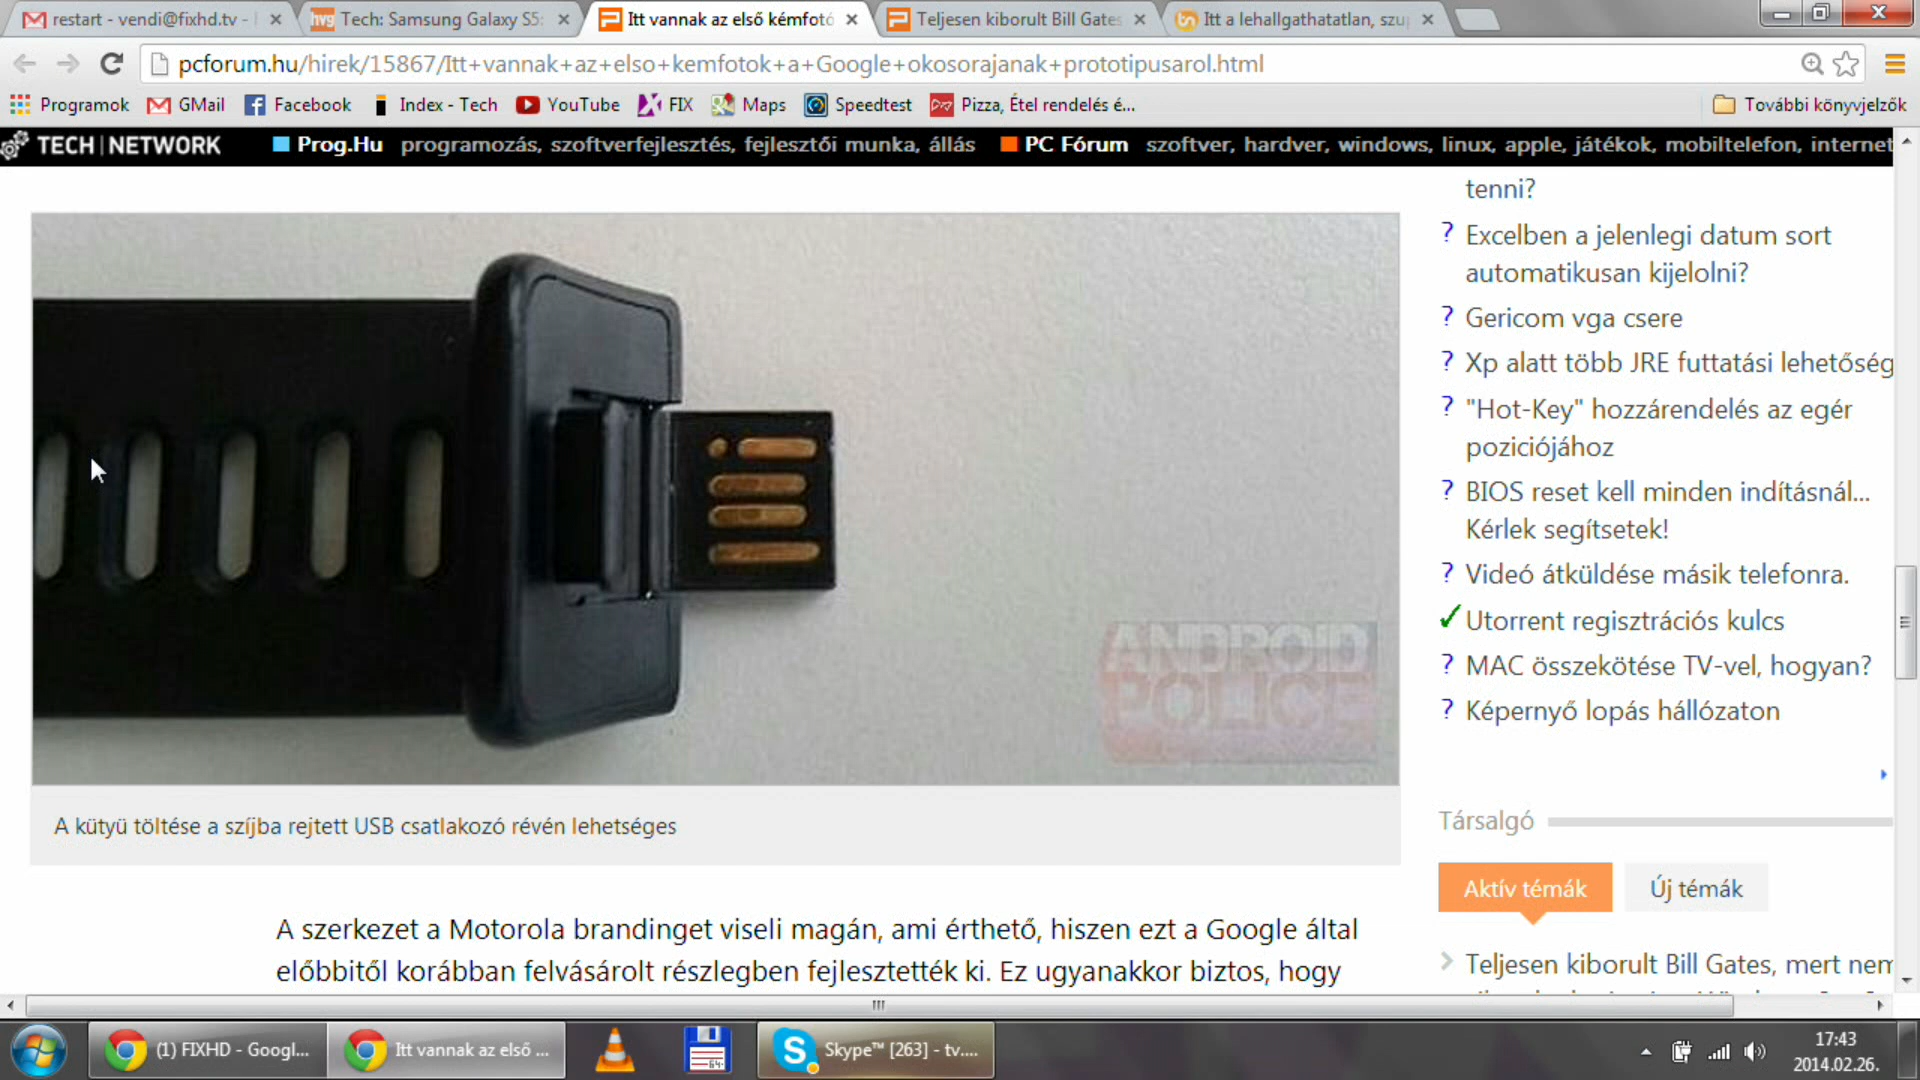 restart - vendi@fixhd.tv -
Tech: Samsung Galaxy S5:
Itt vannak az első kémfotó
Teljesen kiborult Bill Gates
Itt a lehallgathatatlan, szu
pcforum.hu/hirek/15867/Itt+vannak+az+elso+kemfotok+a+Google+okosorajanak+prototipusarol.html
Programok
GMail
Facebook
Index - Tech
YouTube
FIX
Maps
Speedtest
Pizza, Étel rendelés é...
További könyvjelzők
TECH | NETWORK
Prog.Hu programozás, szoftverfejlesztés, fejlesztői munka, állás
PC Fórum szoftver, hardver, windows, linux, apple, játékok, mobiltelefon, internet
ANDROID
POLICE
A kütyü töltése a szíjba rejtett USB csatlakozó révén lehetséges
A szerkezet a Motorola brandinget viseli magán, ami érthető, hiszen ezt a Google által
előbbitől korábban felvásárolt részlegben fejlesztették ki. Ez ugyanakkor biztos, hogy
tenni?
? Excelben a jelenlegi datum sort
automatikusan kijelolni?
? Gericom vga csere
? Xp alatt több JRE futtatási lehetőség
? "Hot-Key" hozzárendelés az egér
poziciójához
? BIOS reset kell minden indításnál...
Kérlek segítsetek!
? Videó átküldése másik telefonra.
Utorrent regisztrációs kulcs
? MAC összekötése TV-vel, hogyan?
? Képernyő lopás hállózaton
Társalgó
Aktív témák
Új témák
Teljesen kiborult Bill Gates, mert nem
(1) FIXHD - Googl...
Itt vannak az első ...
Skype™ [263] - tv....
17:43
2014.02.26.